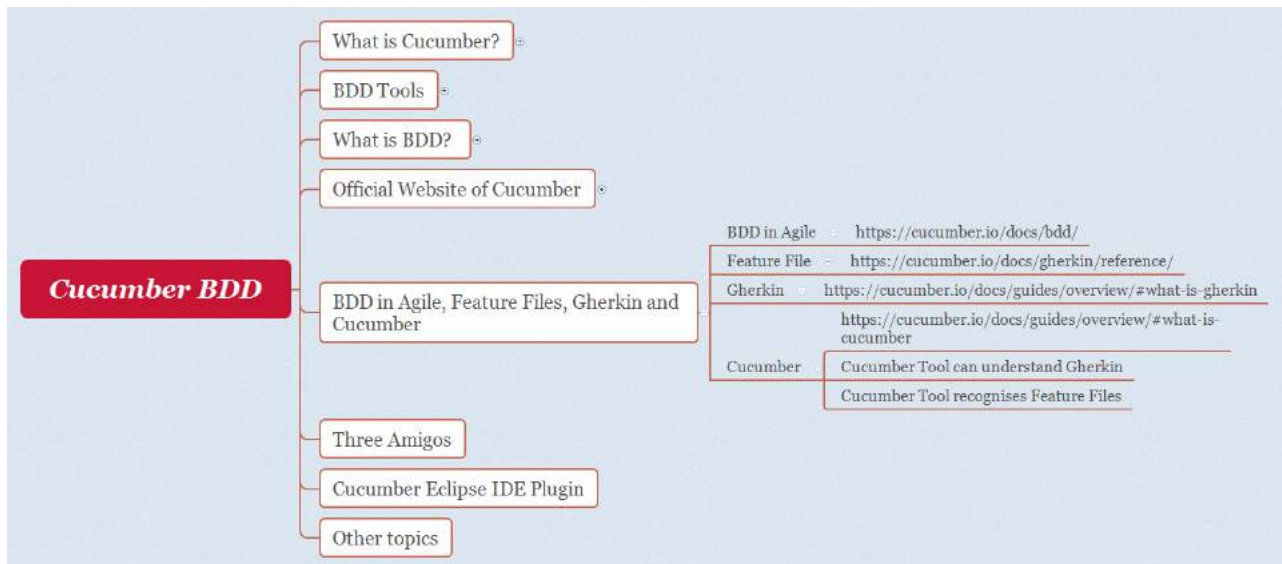 What is Cucumber?
BDD Tools
What is BDD?
Official Website of Cucumber
Cucumber BDD
BDD in Agile, Feature Files, Gherkin and
Cucumber
BDD in Agile
https://cucumber.io/docs/bdd/
Feature File
https://cucumber.io/docs/gherkin/reference/
Gherkin
https://cucumber.io/docs/guides/overview/#what-is-gherkin
Cucumber
https://cucumber.io/docs/guides/overview/#what-is-
cucumber
Cucumber Tool can understand Gherkin
Cucumber Tool recognises Feature Files
Three Amigos
Cucumber Eclipse IDE Plugin
Other topics